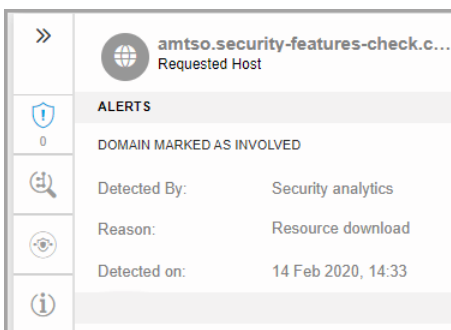 amtso.security-features-check.c...
Requested Host
ALERTS
0
DOMAIN MARKED AS INVOLVED
Detected By: Security analytics
Reason: Resource download
Detected on: 14 Feb 2020, 14:33